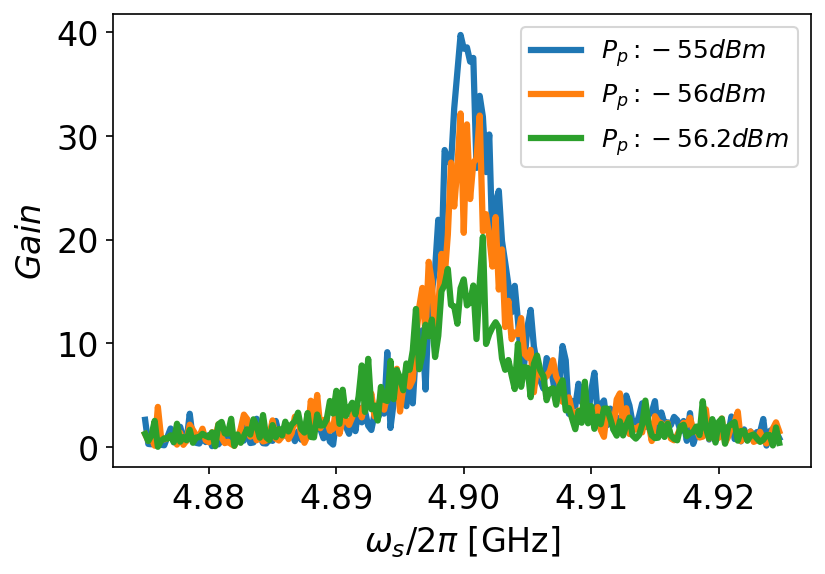 40
30
20
10
0
Gain
4.88 4.89 4.90 4.91 4.92
ω_s/2π [GHz]
P_p : − 55dBm
P_p : − 56dBm
P_p : − 56.2dBm